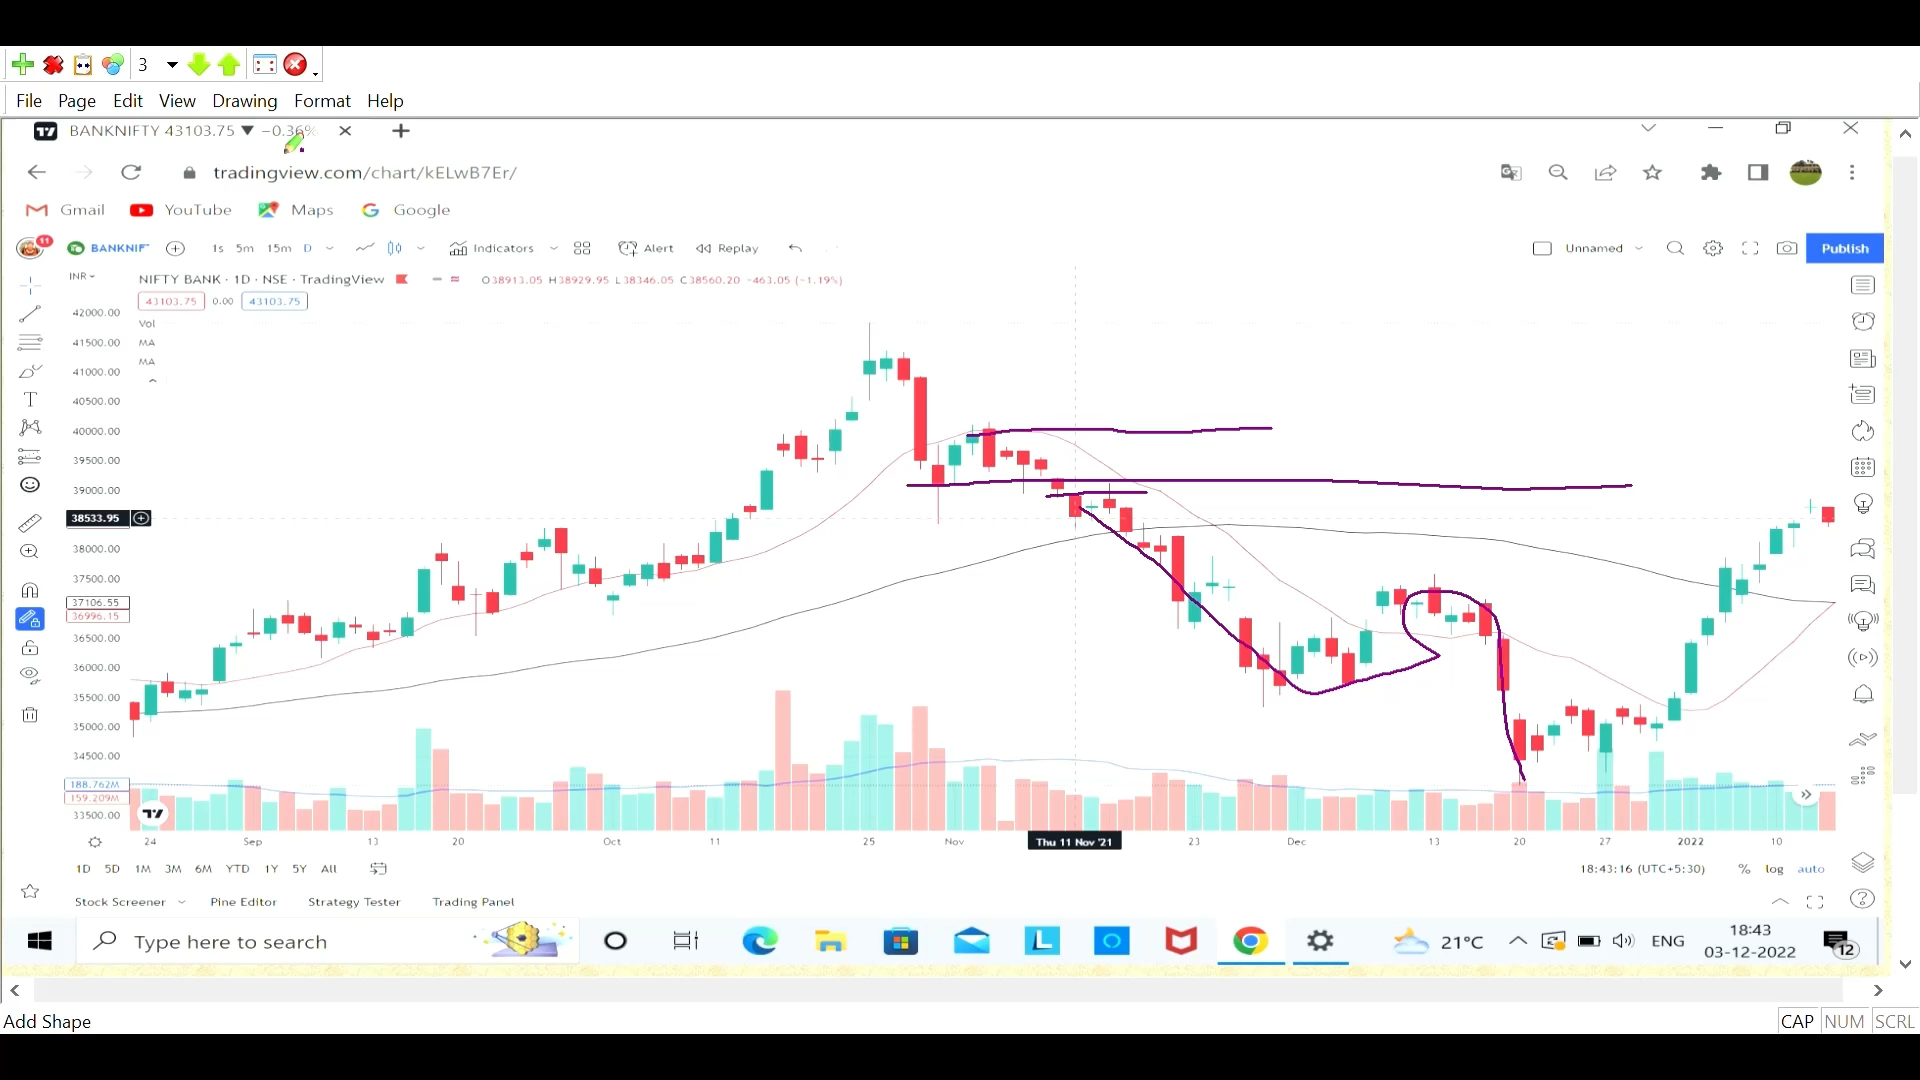 3
File Page Edit View Drawing Format Help
BANKNIFTY 43103.75 ▼ −0.36%
tradingview.com/chart/kELwB7Er/
Gmail YouTube Maps Google
11
BANKNIF 1s 5m 15m D Indicators Alert Replay Unnamed Publish
INR
NIFTY BANK · 1D · NSE · TradingView O38913.05 H38929.95 L38346.05 C38560.20 −463.05 (−1.19%)
43103.75 0.00 43103.75
42000.00
Vol
41500.00
MA
MA
41000.00
40500.00
40000.00
39500.00
39000.00
38533.95
38000.00
37500.00
37106.55
36996.15
36500.00
36000.00
35500.00
35000.00
34500.00
188.762M
159.209M
33500.00
24 Sep 13 20 Oct 11 25 Nov Thu 11 Nov '21 23 Dec 13 20 27 2022 10
1D 5D 1M 3M 6M YTD 1Y 5Y All 18:43:16 (UTC+5:30) % log auto
Stock Screener Pine Editor Strategy Tester Trading Panel
Type here to search 21°C ENG 18:43
03-12-2022 12
Add Shape CAP NUM SCRL